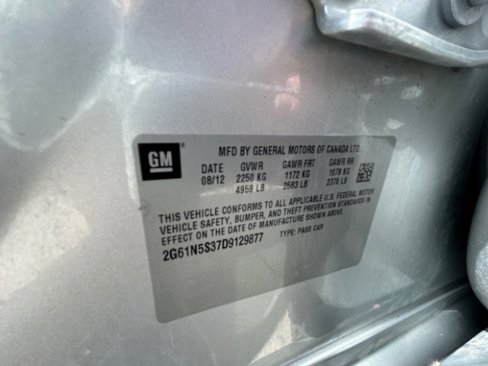 GM
MFD BY GENERAL MOTORS OF CANADA LTD.
DATE GVWR GAWR FRT GAWR RR
08/12 2250 KG 1172 KG 1078 KG
4959 LB 2583 LB 2376 LB
THIS VEHICLE CONFORMS TO ALL APPLICABLE U.S. FEDERAL MOTOR
VEHICLE SAFETY, BUMPER, AND THEFT PREVENTION STANDARDS IN
EFFECT ON THE DATE OF MANUFACTURE SHOWN ABOVE.
2G61N5S37D9129877 TYPE: PASS CAR